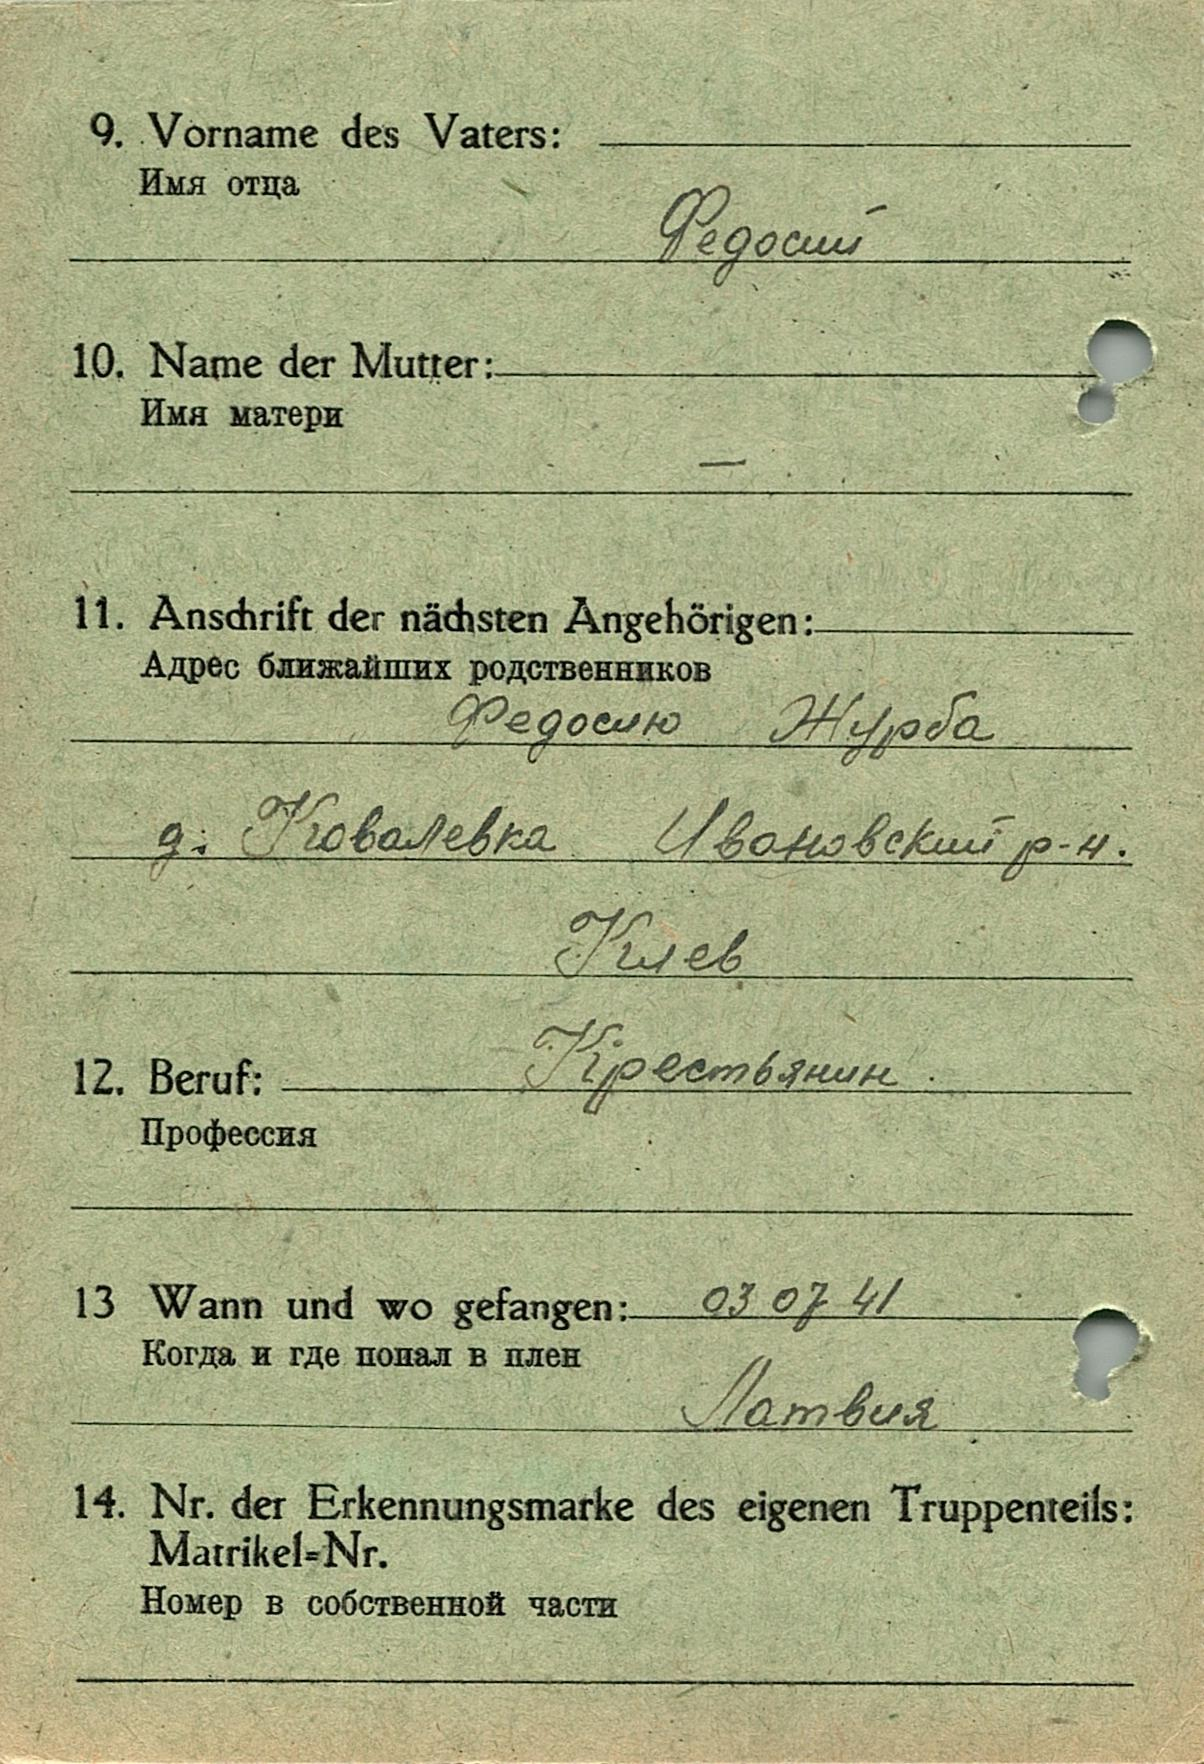 9. Vorname des Vaters:
Имя отца
Федосий
10. Name der Mutter:
Имя матери
—
11. Anschrift der nächsten Angehörigen:
Адрес ближайших родственников
Федосию Журба
д: Ковалевка Ивановский р-н.
Киев
12. Beruf: Крестьянин.
Профессия
13 Wann und wo gefangen: 03 07 41
Когда и где попал в плен
Латвия
14. Nr. der Erkennungsmarke des eigenen Truppenteils:
Matrikel=Nr.
Номер в собственной части